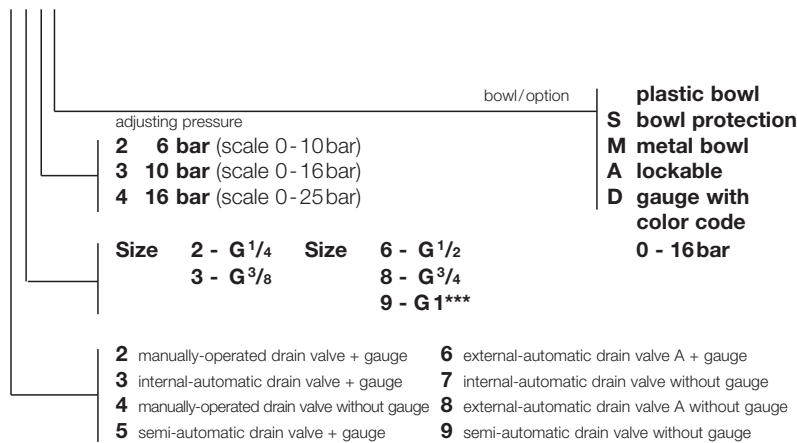 bowl/option plastic bowl
adjusting pressure S bowl protection
2 6 bar (scale 0-10bar) M metal bowl
3 10 bar (scale 0-16bar) A lockable
4 16 bar (scale 0-25bar) D gauge with
color code
Size 2 - G 1/4 Size 6 - G 1/2 0 - 16bar
3 - G 3/8 8 - G 3/4
9 - G 1***
2 manually-operated drain valve + gauge 6 external-automatic drain valve A + gauge
3 internal-automatic drain valve + gauge 7 internal-automatic drain valve without gauge
4 manually-operated drain valve without gauge 8 external-automatic drain valve A without gauge
5 semi-automatic drain valve + gauge 9 semi-automatic drain valve without gauge